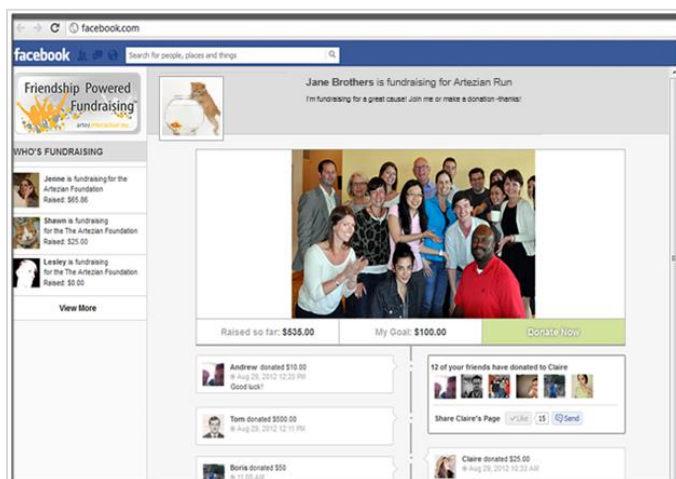 facebook.com
facebook
Search for people, places and things
Friendship Powered
Fundraising
Jane Brothers is fundraising for Artezian Run
I'm fundraising for a great cause! Join me or make a donation -thanks!
WHO'S FUNDRAISING
Jenne is fundraising for the
Artezian Foundation
Raised: $65.86
Shawn is fundraising
for the The Artezian Foundation
Raised: $25.00
Lesley is fundraising
for the The Artezian Foundation
Raised: $0.00
View More
Raised so far: $535.00
My Goal: $100.00
Donate Now
Andrew donated $10.00
Aug 29, 2012 12:20 PM
Good luck!
Tom donated $500.00
Aug 29, 2012 12:11 PM
Boris donated $50
11:00 AM
12 of your friends have donated to Claire
Share Claire's Page
Like
15
Send
Claire donated $25.00
Aug 29, 2012 10:33 AM